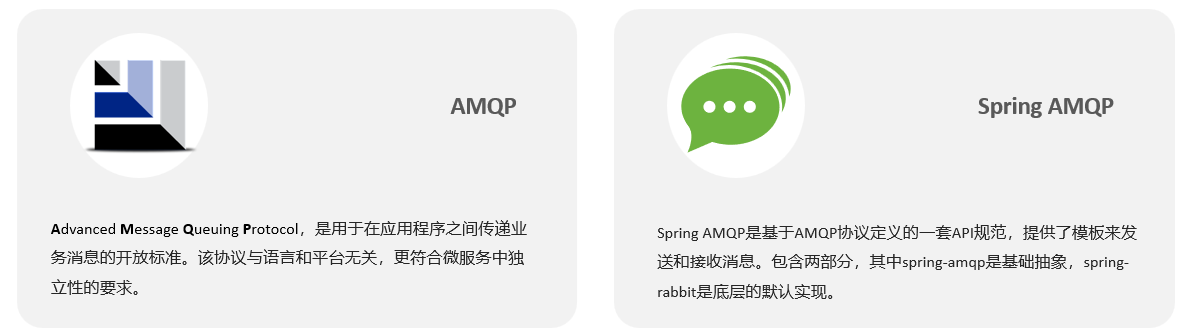 AMQP
Advanced Message Queuing Protocol，是用于在应用程序之间传递业
务消息的开放标准。该协议与语言和平台无关，更符合微服务中独
立性的要求。
Spring AMQP
Spring AMQP是基于AMQP协议定义的一套API规范，提供了模板来发
送和接收消息。包含两部分，其中spring-amqp是基础抽象，spring-
rabbit是底层的默认实现。